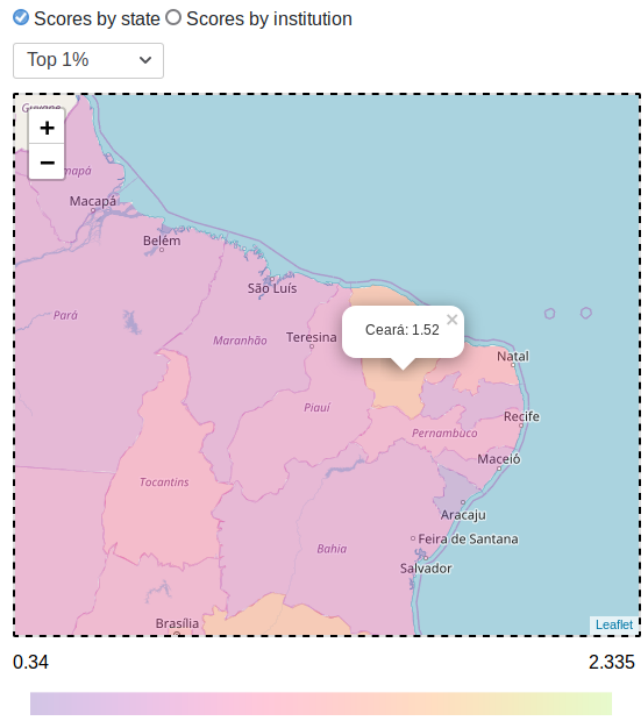 Scores by state Scores by institution
Top 1%
+
−
Macapá
Belém
São Luís
Pará
Maranhão
Teresina
Ceará: 1.52 ×
Natal
Piauí
Recife
Pernambuco
Maceió
Tocantins
Aracaju
Feira de Santana
Bahia
Salvador
Brasília
Leaflet
0.34 2.335